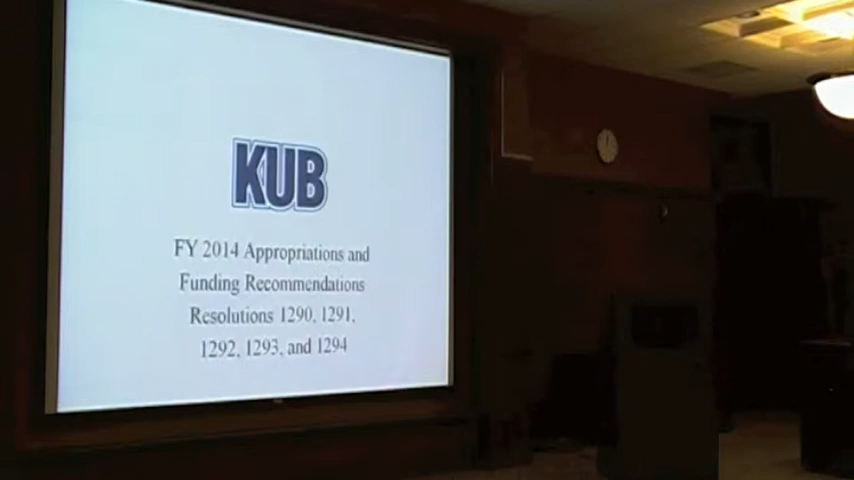 KUB
FY 2014 Appropriations and
Funding Recommendations
Resolutions 1290, 1291,
1292, 1293, and 1294